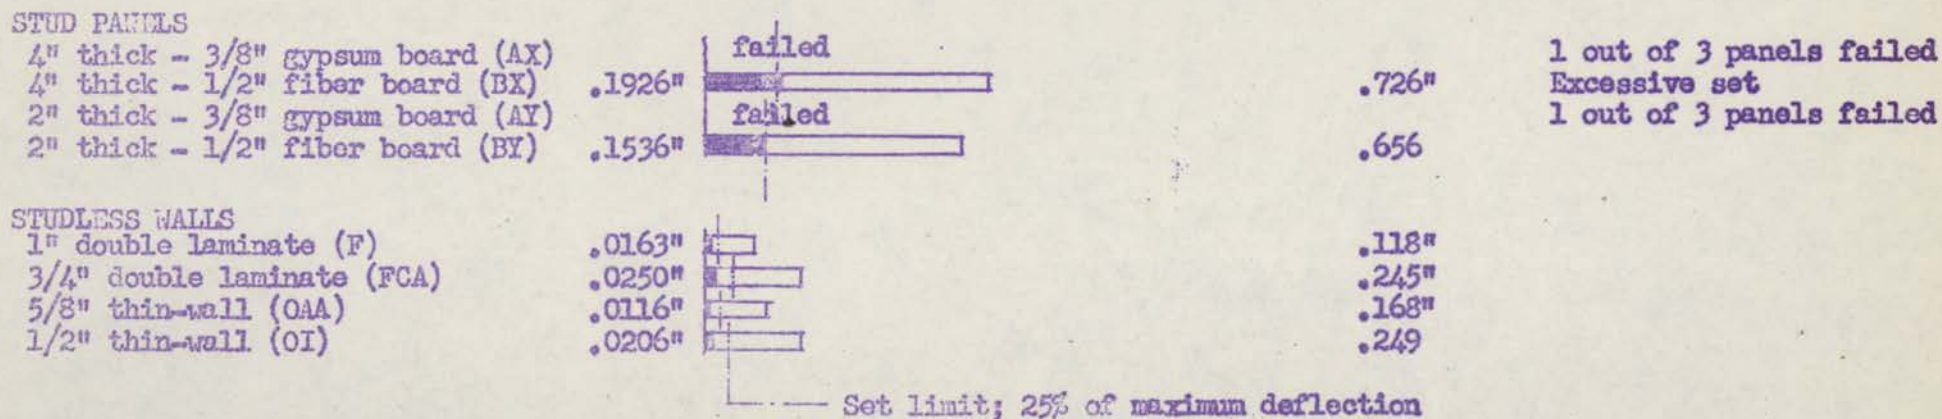 STUD PANELS
4" thick - 3/8" gypsum board (AX) failed 1 out of 3 panels failed
4" thick - 1/2" fiber board (BX) .1926" .726" Excessive set
2" thick - 3/8" gypsum board (AY) failed 1 out of 3 panels failed
2" thick - 1/2" fiber board (BY) .1536" .656
STUDLESS WALLS
1" double laminate (F) .0163" .118"
3/4" double laminate (FCA) .0250" .245"
5/8" thin-wall (OAA) .0116" .168"
1/2" thin-wall (OI) .0206" .249
Set limit; 25% of maximum deflection